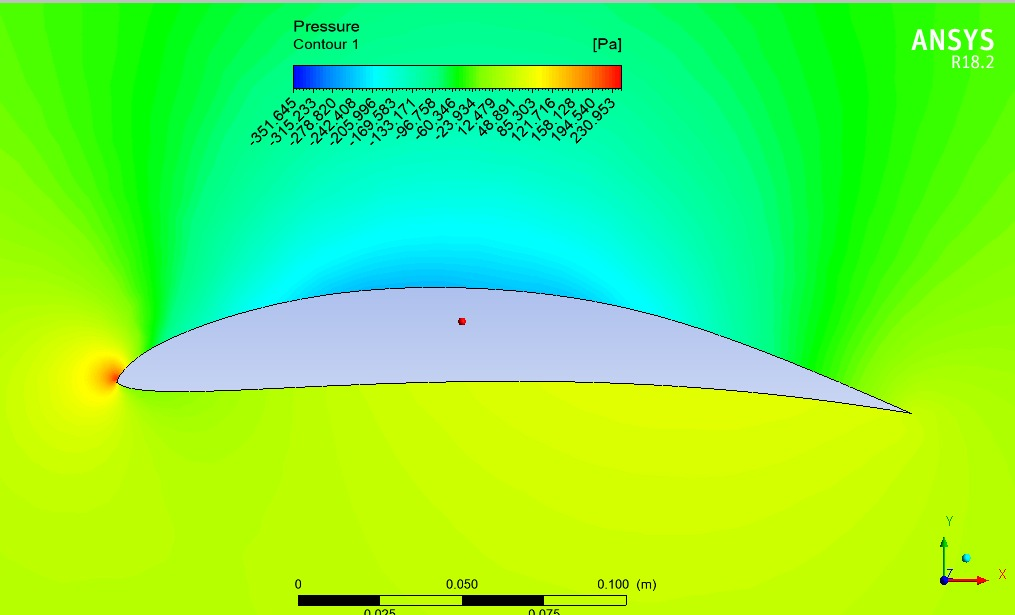 Pressure
Contour 1 [Pa]
ANSYS
R18.2
-351.645 -315.233 -278.820 -242.408 -205.996 -169.583 -133.171 -96.758 -60.346 -23.934 12.479 48.891 85.303 121.716 158.128 194.540 230.953
Y
Z X
0 0.050 0.100 (m)
0.025 0.075